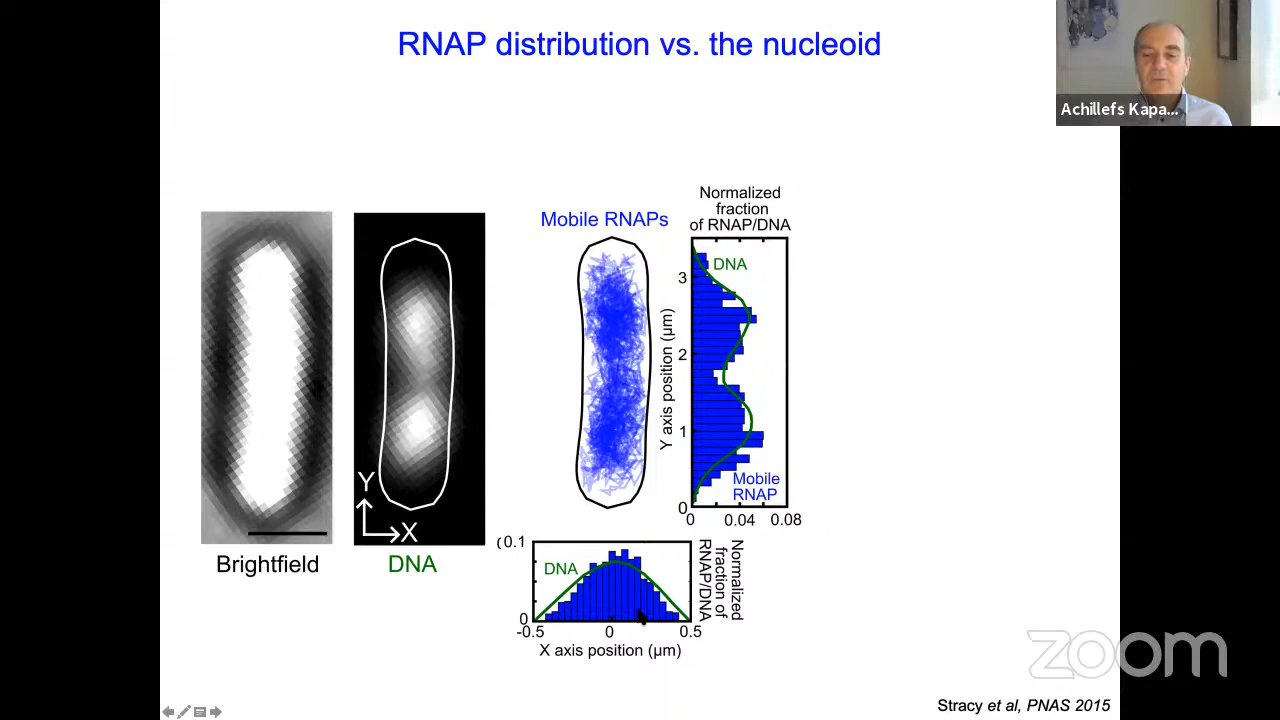 RNAP distribution vs. the nucleoid
Achillefs Kapa...
Normalized
fraction
of RNAP/DNA
Mobile RNAPs
DNA
3
2
1
0
Y axis position (μm)
Mobile
RNAP
0 0.04 0.08
Y
X
Brightfield
DNA
(0.1
0
DNA
-0.5 0 0.5
X axis position (μm)
Normalized
fraction of
RNAP/DNA
zoom
Stracy et al, PNAS 2015